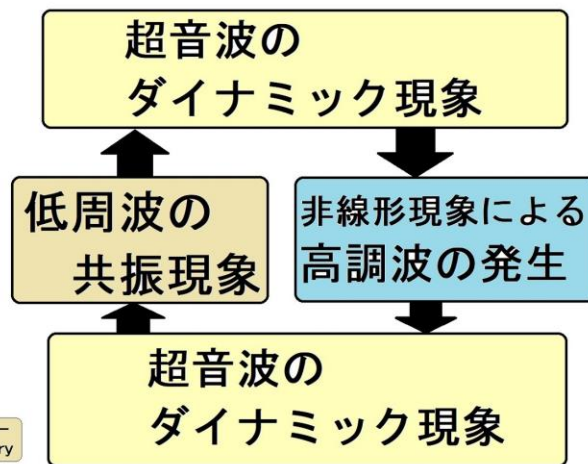 超音波の
ダイナミック現象
低周波の
共振現象
非線形現象による
高調波の発生
超音波の
ダイナミック現象